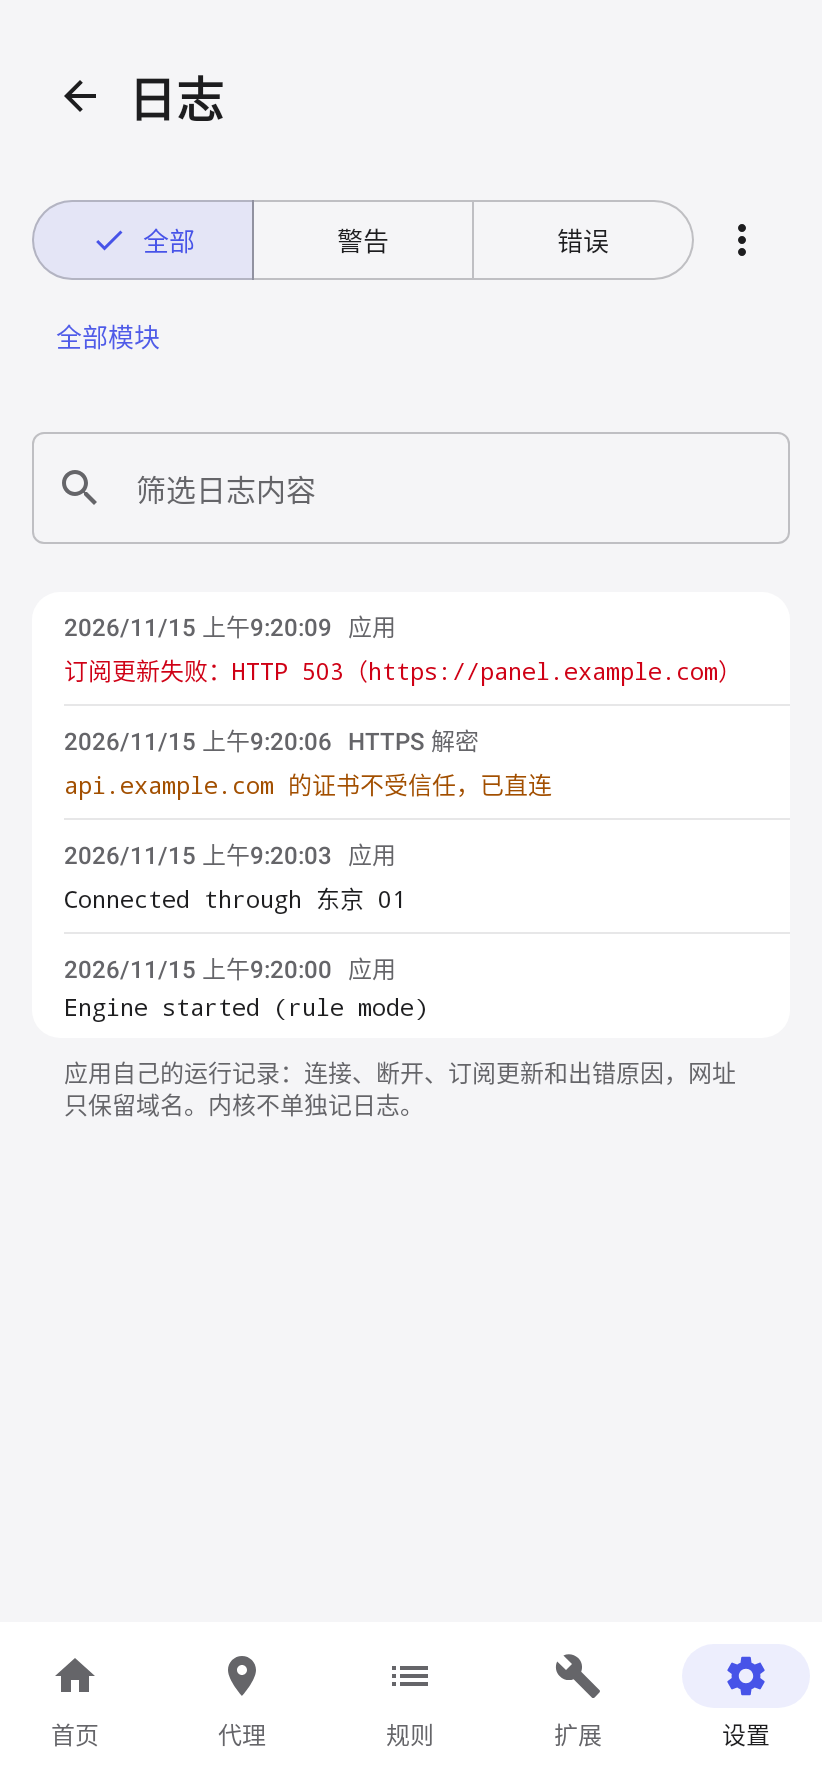 日志
全部
警告
错误
全部模块
筛选日志内容
2026/11/15 上午9:20:09 应用
订阅更新失败：HTTP 503（https://panel.example.com）
2026/11/15 上午9:20:06 HTTPS 解密
api.example.com 的证书不受信任，已直连
2026/11/15 上午9:20:03 应用
Connected through 东京 01
2026/11/15 上午9:20:00 应用
Engine started (rule mode)
应用自己的运行记录：连接、断开、订阅更新和出错原因，网址
只保留域名。内核不单独记日志。
首页
代理
规则
扩展
设置